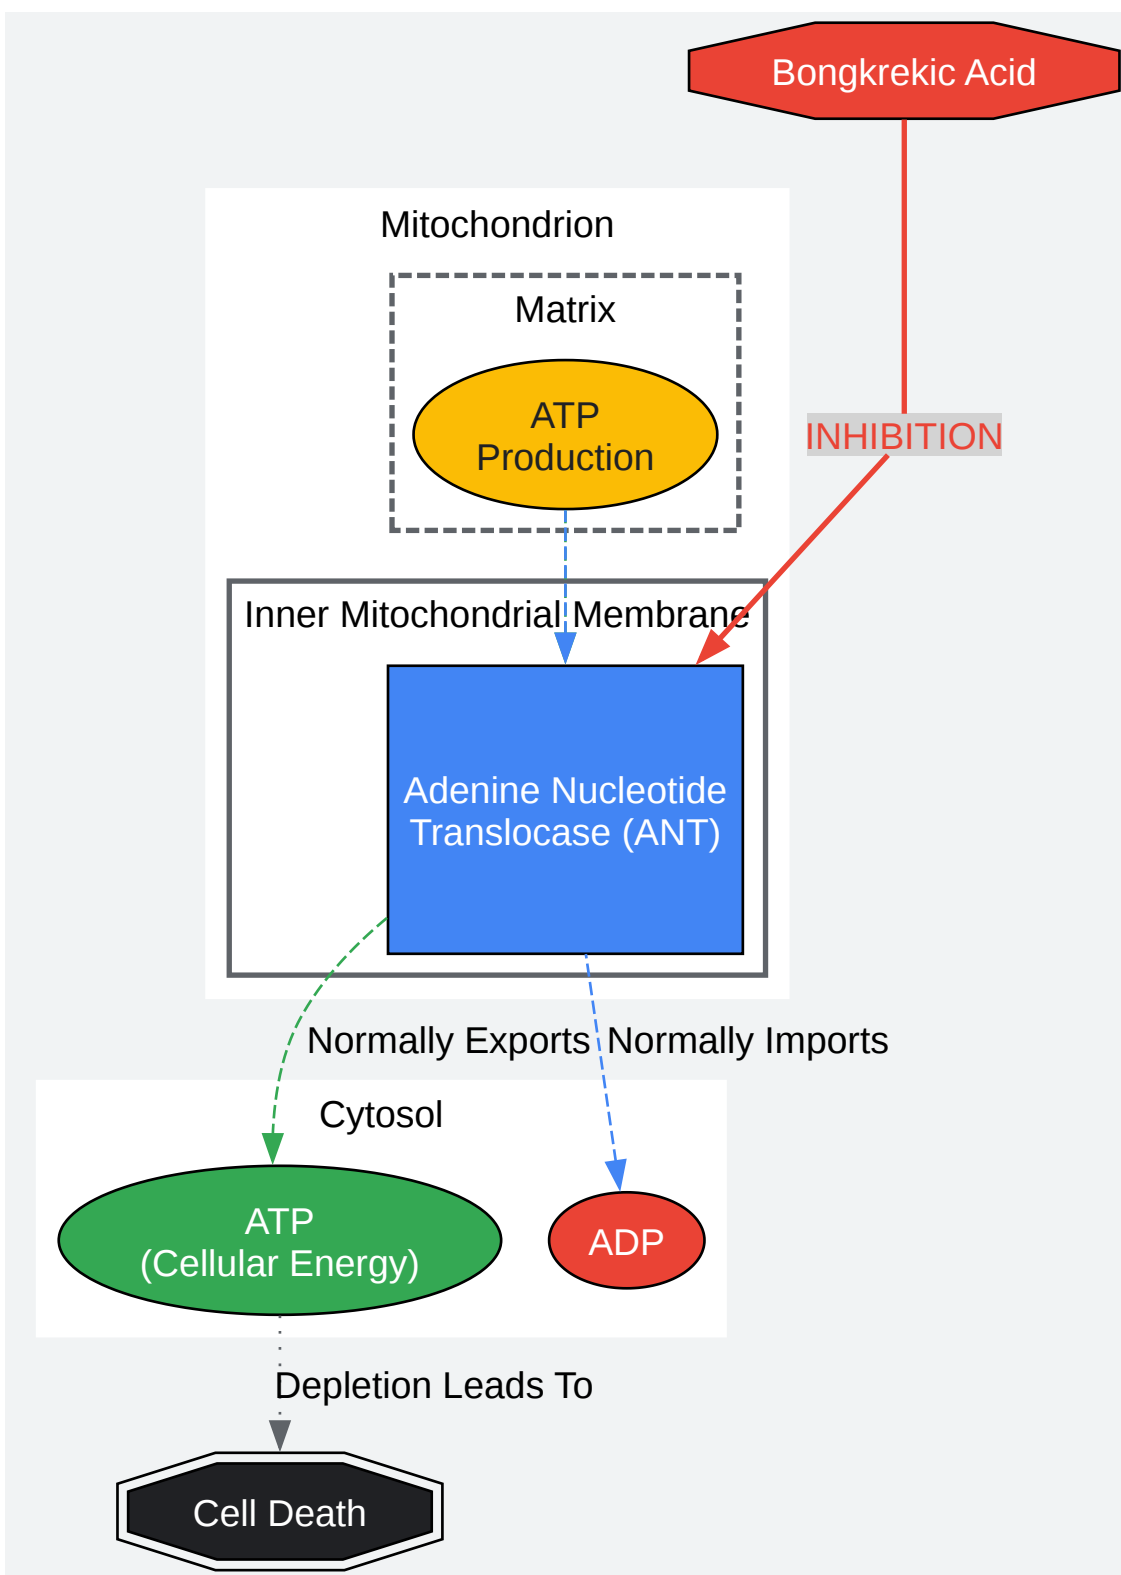 Bongkrekic Acid
Mitochondrion
Matrix
ATP
Production
INHIBITION
Inner Mitochondrial Membrane
Adenine Nucleotide
Translocase (ANT)
Normally Exports
Normally Imports
Cytosol
ATP
(Cellular Energy)
ADP
Depletion Leads To
Cell Death